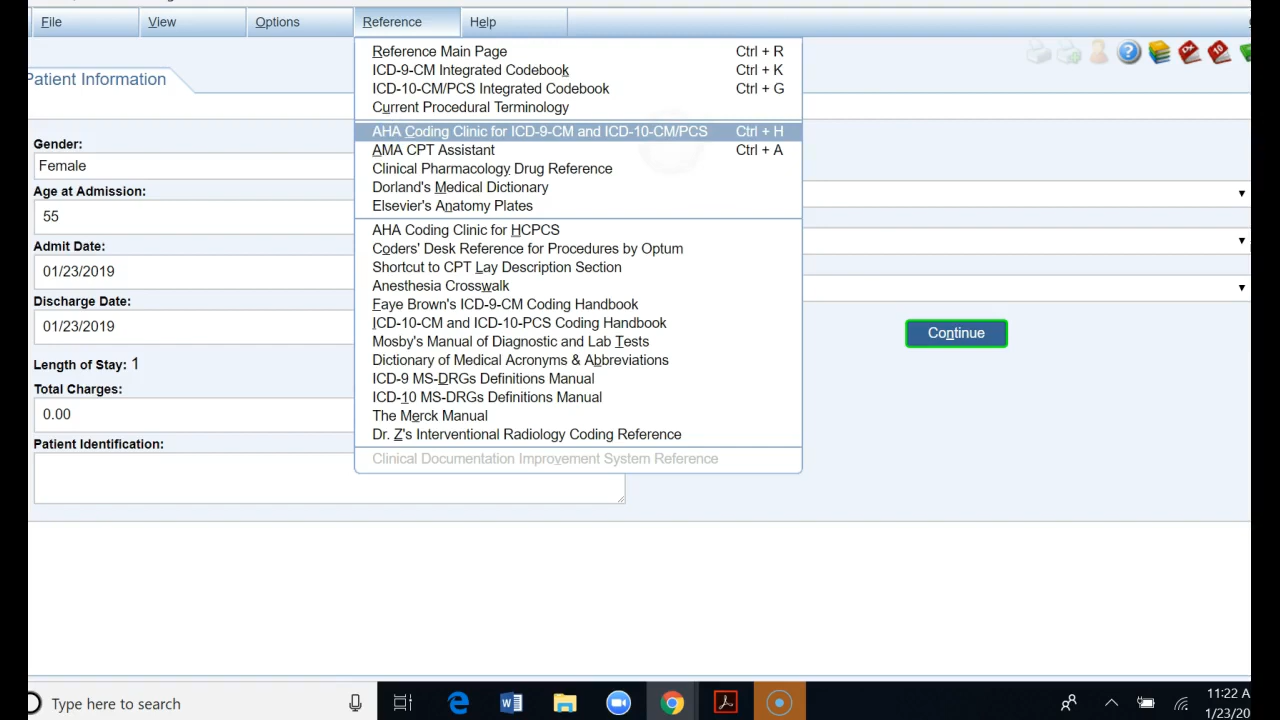 File View Options Reference Help
Reference Main Page Ctrl + R
ICD-9-CM Integrated Codebook Ctrl + K
ICD-10-CM/PCS Integrated Codebook Ctrl + G
Current Procedural Terminology
AHA Coding Clinic for ICD-9-CM and ICD-10-CM/PCS Ctrl + H
AMA CPT Assistant Ctrl + A
Clinical Pharmacology Drug Reference
Dorland's Medical Dictionary
Elsevier's Anatomy Plates
AHA Coding Clinic for HCPCS
Coders' Desk Reference for Procedures by Optum
Shortcut to CPT Lay Description Section
Anesthesia Crosswalk
Faye Brown's ICD-9-CM Coding Handbook
ICD-10-CM and ICD-10-PCS Coding Handbook
Mosby's Manual of Diagnostic and Lab Tests
Dictionary of Medical Acronyms & Abbreviations
ICD-9 MS-DRGs Definitions Manual
ICD-10 MS-DRGs Definitions Manual
The Merck Manual
Dr. Z's Interventional Radiology Coding Reference
Clinical Documentation Improvement System Reference
Patient Information
Gender:
Female
Age at Admission:
55
Admit Date:
01/23/2019
Discharge Date:
01/23/2019
Length of Stay: 1
Total Charges:
0.00
Patient Identification:
Continue
Type here to search
11:22 A
1/23/20